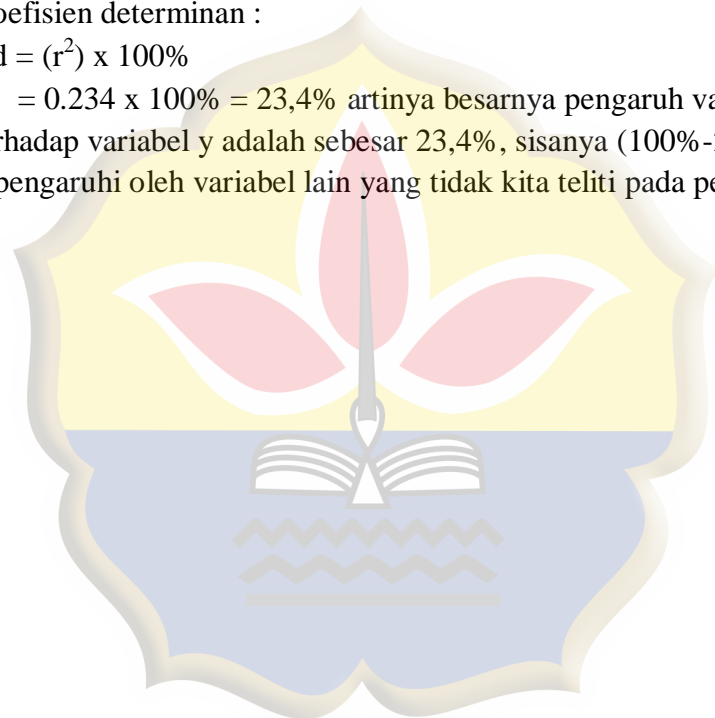 oefisien determinan :
d = (r²) x 100%
= 0.234 x 100% = 23,4% artinya besarnya pengaruh va
rhadap variabel y adalah sebesar 23,4%, sisanya (100%-
pengaruhi oleh variabel lain yang tidak kita teliti pada pe